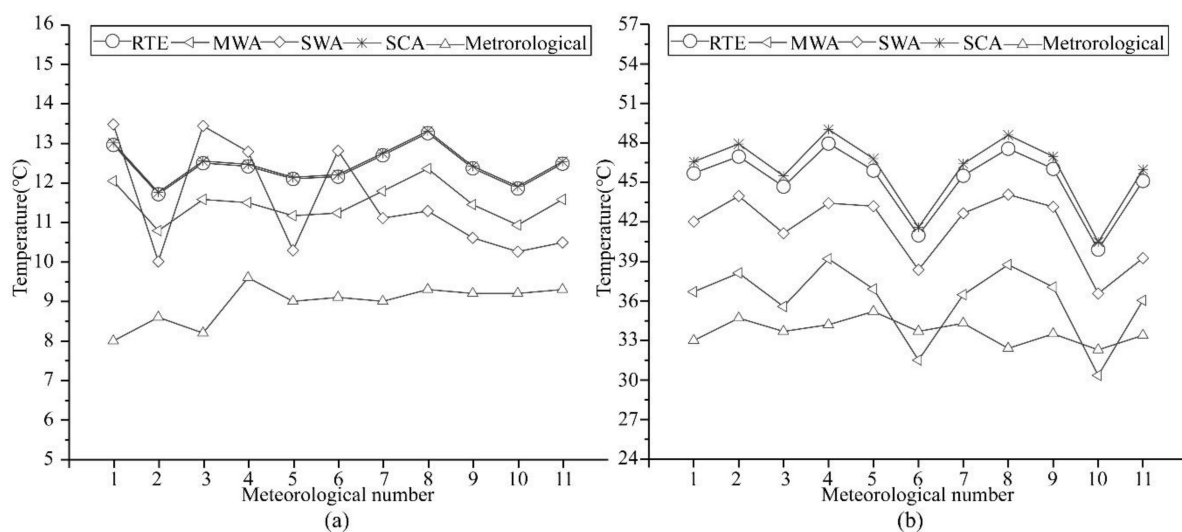 16
15
14
13
12
11
10
9
8
7
6
5
Temperature(°C)
RTE MWA SWA SCA Metrorological
1 2 3 4 5 6 7 8 9 10 11
Meteorological number
(a)
57
54
51
48
45
42
39
36
33
30
27
24
Temperature(°C)
RTE MWA SWA SCA Metrorological
1 2 3 4 5 6 7 8 9 10 11
Meteorological number
(b)